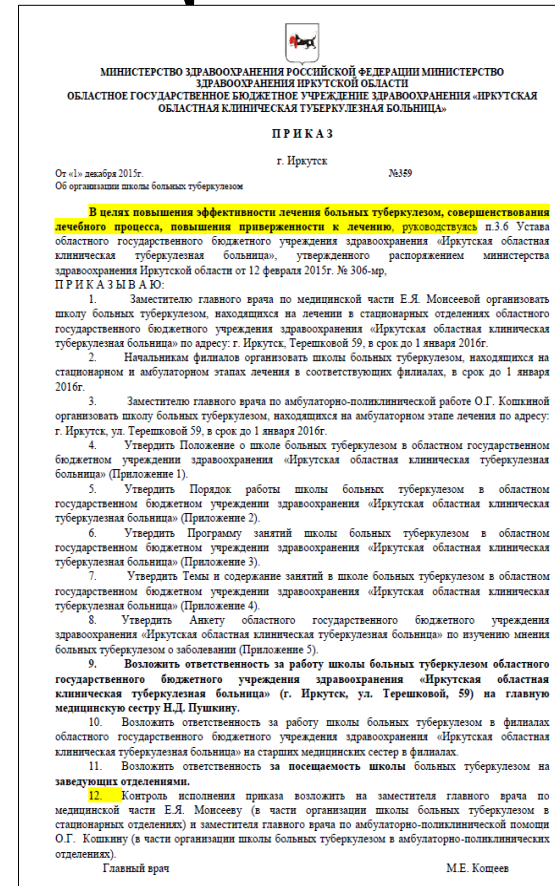 МИНИСТЕРСТВО ЗДРАВООХРАНЕНИЯ РОССИЙСКОЙ ФЕДЕРАЦИИ МИНИСТЕРСТВО
ЗДРАВООХРАНЕНИЯ ИРКУТСКОЙ ОБЛАСТИ
ОБЛАСТНОЕ ГОСУДАРСТВЕННОЕ БЮДЖЕТНОЕ УЧРЕЖДЕНИЕ ЗДРАВООХРАНЕНИЯ «ИРКУТСКАЯ
ОБЛАСТНАЯ КЛИНИЧЕСКАЯ ТУБЕРКУЛЕЗНАЯ БОЛЬНИЦА»
П Р И К А З
г. Иркутск
От «1» декабря 2015г. №359
Об организации школы больных туберкулезом
В целях повышения эффективности лечения больных туберкулезом, совершенствования
лечебного процесса, повышения приверженности к лечению, руководствуясь п.3.6 Устава
областного государственного бюджетного учреждения здравоохранения «Иркутская областная
клиническая туберкулезная больница», утвержденного распоряжением министерства
здравоохранения Иркутской области от 12 февраля 2015г. № 306-мр,
П Р И К А З Ы В А Ю:
1. Заместителю главного врача по медицинской части Е.Я. Моисеевой организовать
школу больных туберкулезом, находящихся на лечении в стационарных отделениях областного
государственного бюджетного учреждения здравоохранения «Иркутская областная клиническая
туберкулезная больница» по адресу: г. Иркутск, Терешковой 59, в срок до 1 января 2016г.
2. Начальникам филиалов организовать школы больных туберкулезом, находящихся на
стационарном и амбулаторном этапах лечения в соответствующих филиалах, в срок до 1 января
2016г.
3. Заместителю главного врача по амбулаторно-поликлинической работе О.Г. Кошкиной
организовать школу больных туберкулезом, находящихся на амбулаторном этапе лечения по адресу:
г. Иркутск, ул. Терешковой 59, в срок до 1 января 2016г.
4. Утвердить Положение о школе больных туберкулезом в областном государственном
бюджетном учреждении здравоохранения «Иркутская областная клиническая туберкулезная
больница» (Приложение 1).
5. Утвердить Порядок работы школы больных туберкулезом в областном
государственном бюджетном учреждении здравоохранения «Иркутская областная клиническая
туберкулезная больница» (Приложение 2).
6. Утвердить Программу занятий школы больных туберкулезом в областном
государственном бюджетном учреждении здравоохранения «Иркутская областная клиническая
туберкулезная больница» (Приложение 3).
7. Утвердить Темы и содержание занятий в школе больных туберкулезом в областном
государственном бюджетном учреждении здравоохранения «Иркутская областная клиническая
туберкулезная больница» (Приложение 4).
8. Утвердить Анкету областного государственного бюджетного учреждения
здравоохранения «Иркутская областная клиническая туберкулезная больница» по изучению мнения
больных туберкулезом о заболевании (Приложение 5).
9. Возложить ответственность за работу школы больных туберкулезом областного
государственного бюджетного учреждения здравоохранения «Иркутская областная
клиническая туберкулезная больница» (г. Иркутск, ул. Терешковой, 59) на главную
медицинскую сестру Н.Д. Пушкину.
10. Возложить ответственность за работу школы больных туберкулезом в филиалах
областного государственного бюджетного учреждения здравоохранения «Иркутская областная
клиническая туберкулезная больница» на старших медицинских сестер в филиалах.
11. Возложить ответственность за посещаемость школы больных туберкулезом на
заведующих отделениями.
12. Контроль исполнения приказа возложить на заместителя главного врача по
медицинской части Е.Я. Моисееву (в части организации школы больных туберкулезом в
стационарных отделениях) и заместителя главного врача по амбулаторно-поликлинической помощи
О.Г. Кошкину (в части организации школы больных туберкулезом в амбулаторно-поликлинических
отделениях).
Главный врач М.Е. Кощеев